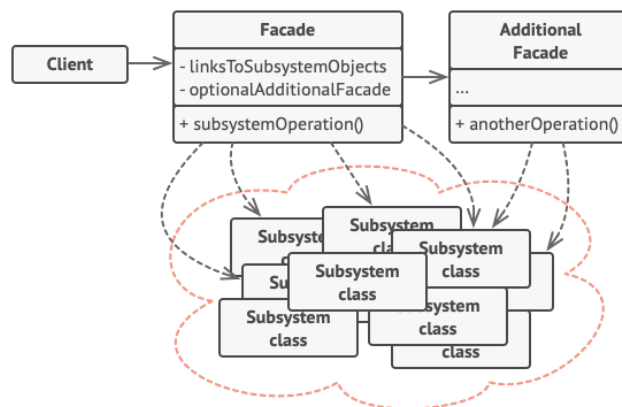 Facade
Additional
Facade
Client
- linksToSubsystemObjects
- optionalAdditionalFacade
...
+ subsystemOperation()
+ anotherOperation()
Subsystem
class
Subsystem
Subsystem
class
Subsystem
class
Subsystem
class
Subsystem
class
class